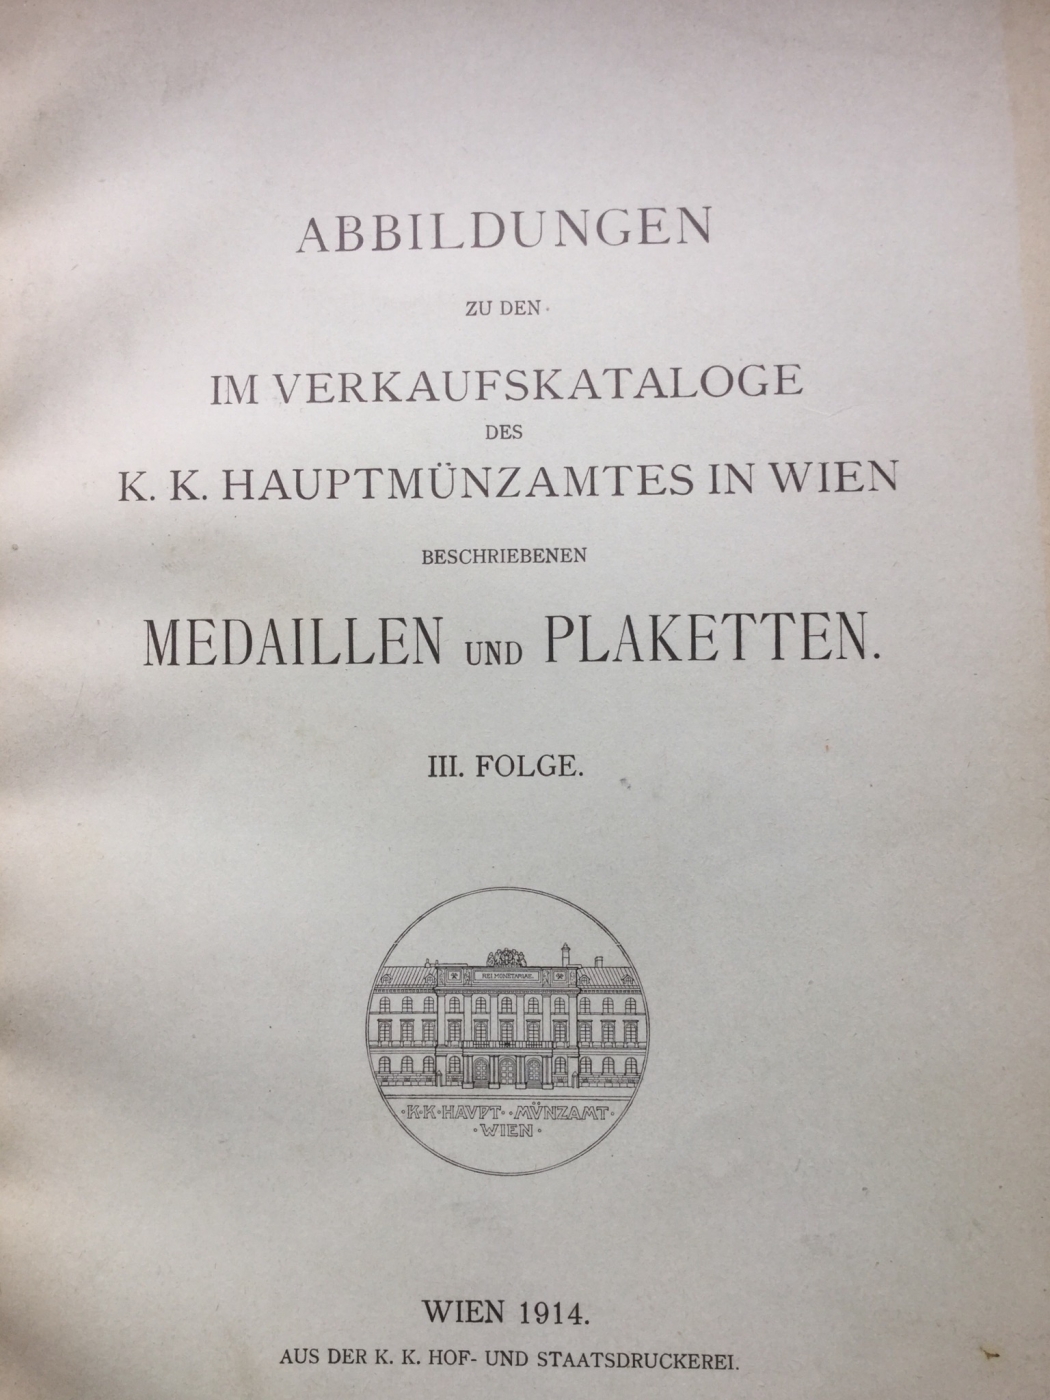 ABBILDUNGEN
ZU DEN
IM VERKAUFSKATALOGE
DES
K. K. HAUPTMÜNZAMTES IN WIEN
BESCHRIEBENEN
MEDAILLEN UND PLAKETTEN.
III. FOLGE.
REI MONETARIAE.
·K·K·HAVPT··MÜNZAMT·
·WIEN·
WIEN 1914.
AUS DER K. K. HOF- UND STAATSDRUCKEREI.